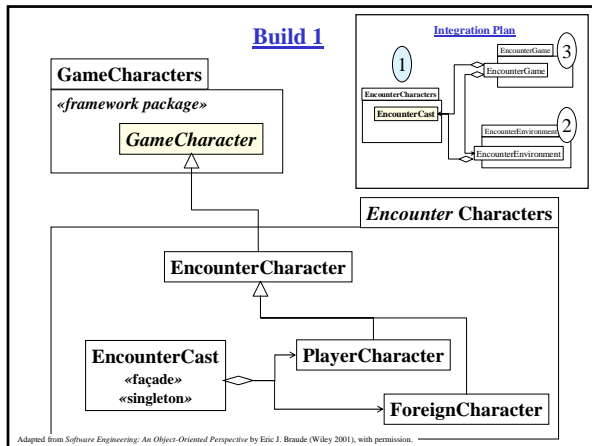 Build 1
Integration Plan
1
3
EncounterGame
EncounterGame
EncounterCharacters
EncounterCast
2
EncounterEnvironment
EncounterEnvironment
GameCharacters
«framework package»
GameCharacter
Encounter Characters
EncounterCharacter
EncounterCast
«façade»
«singleton»
PlayerCharacter
ForeignCharacter
Adapted from Software Engineering: An Object-Oriented Perspective by Eric J. Braude (Wiley 2001), with permission.